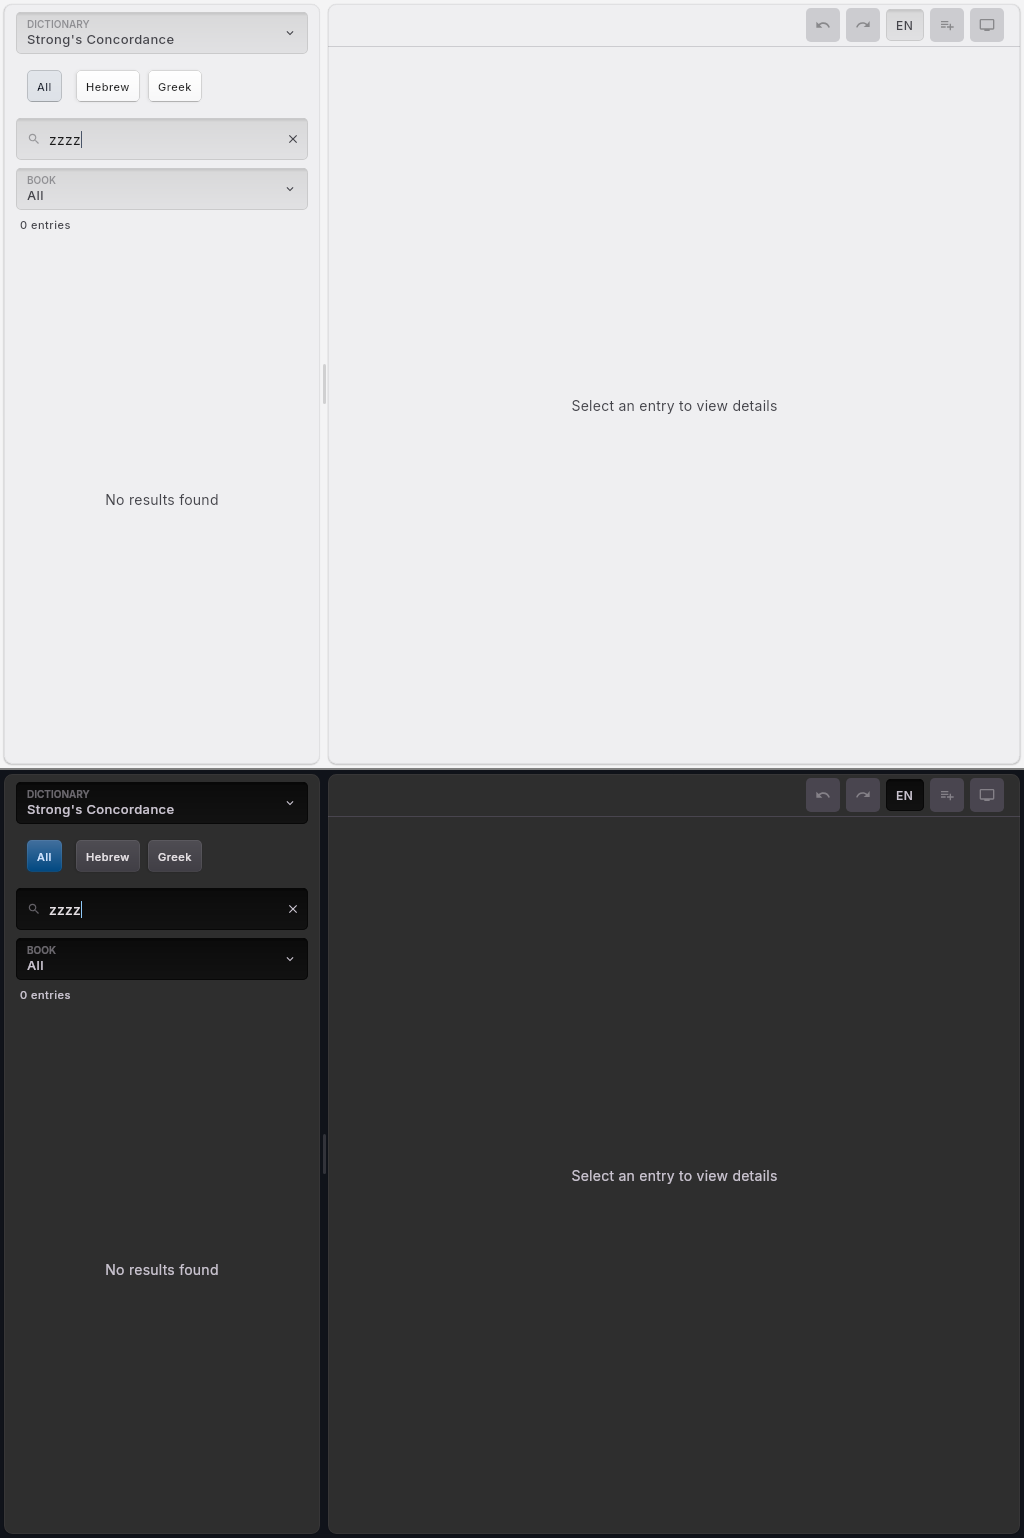 DICTIONARY
Strong's Concordance
All Hebrew Greek
zzzz
BOOK
All
0 entries
No results found
EN
Select an entry to view details
DICTIONARY
Strong's Concordance
All Hebrew Greek
zzzz
BOOK
All
0 entries
No results found
EN
Select an entry to view details